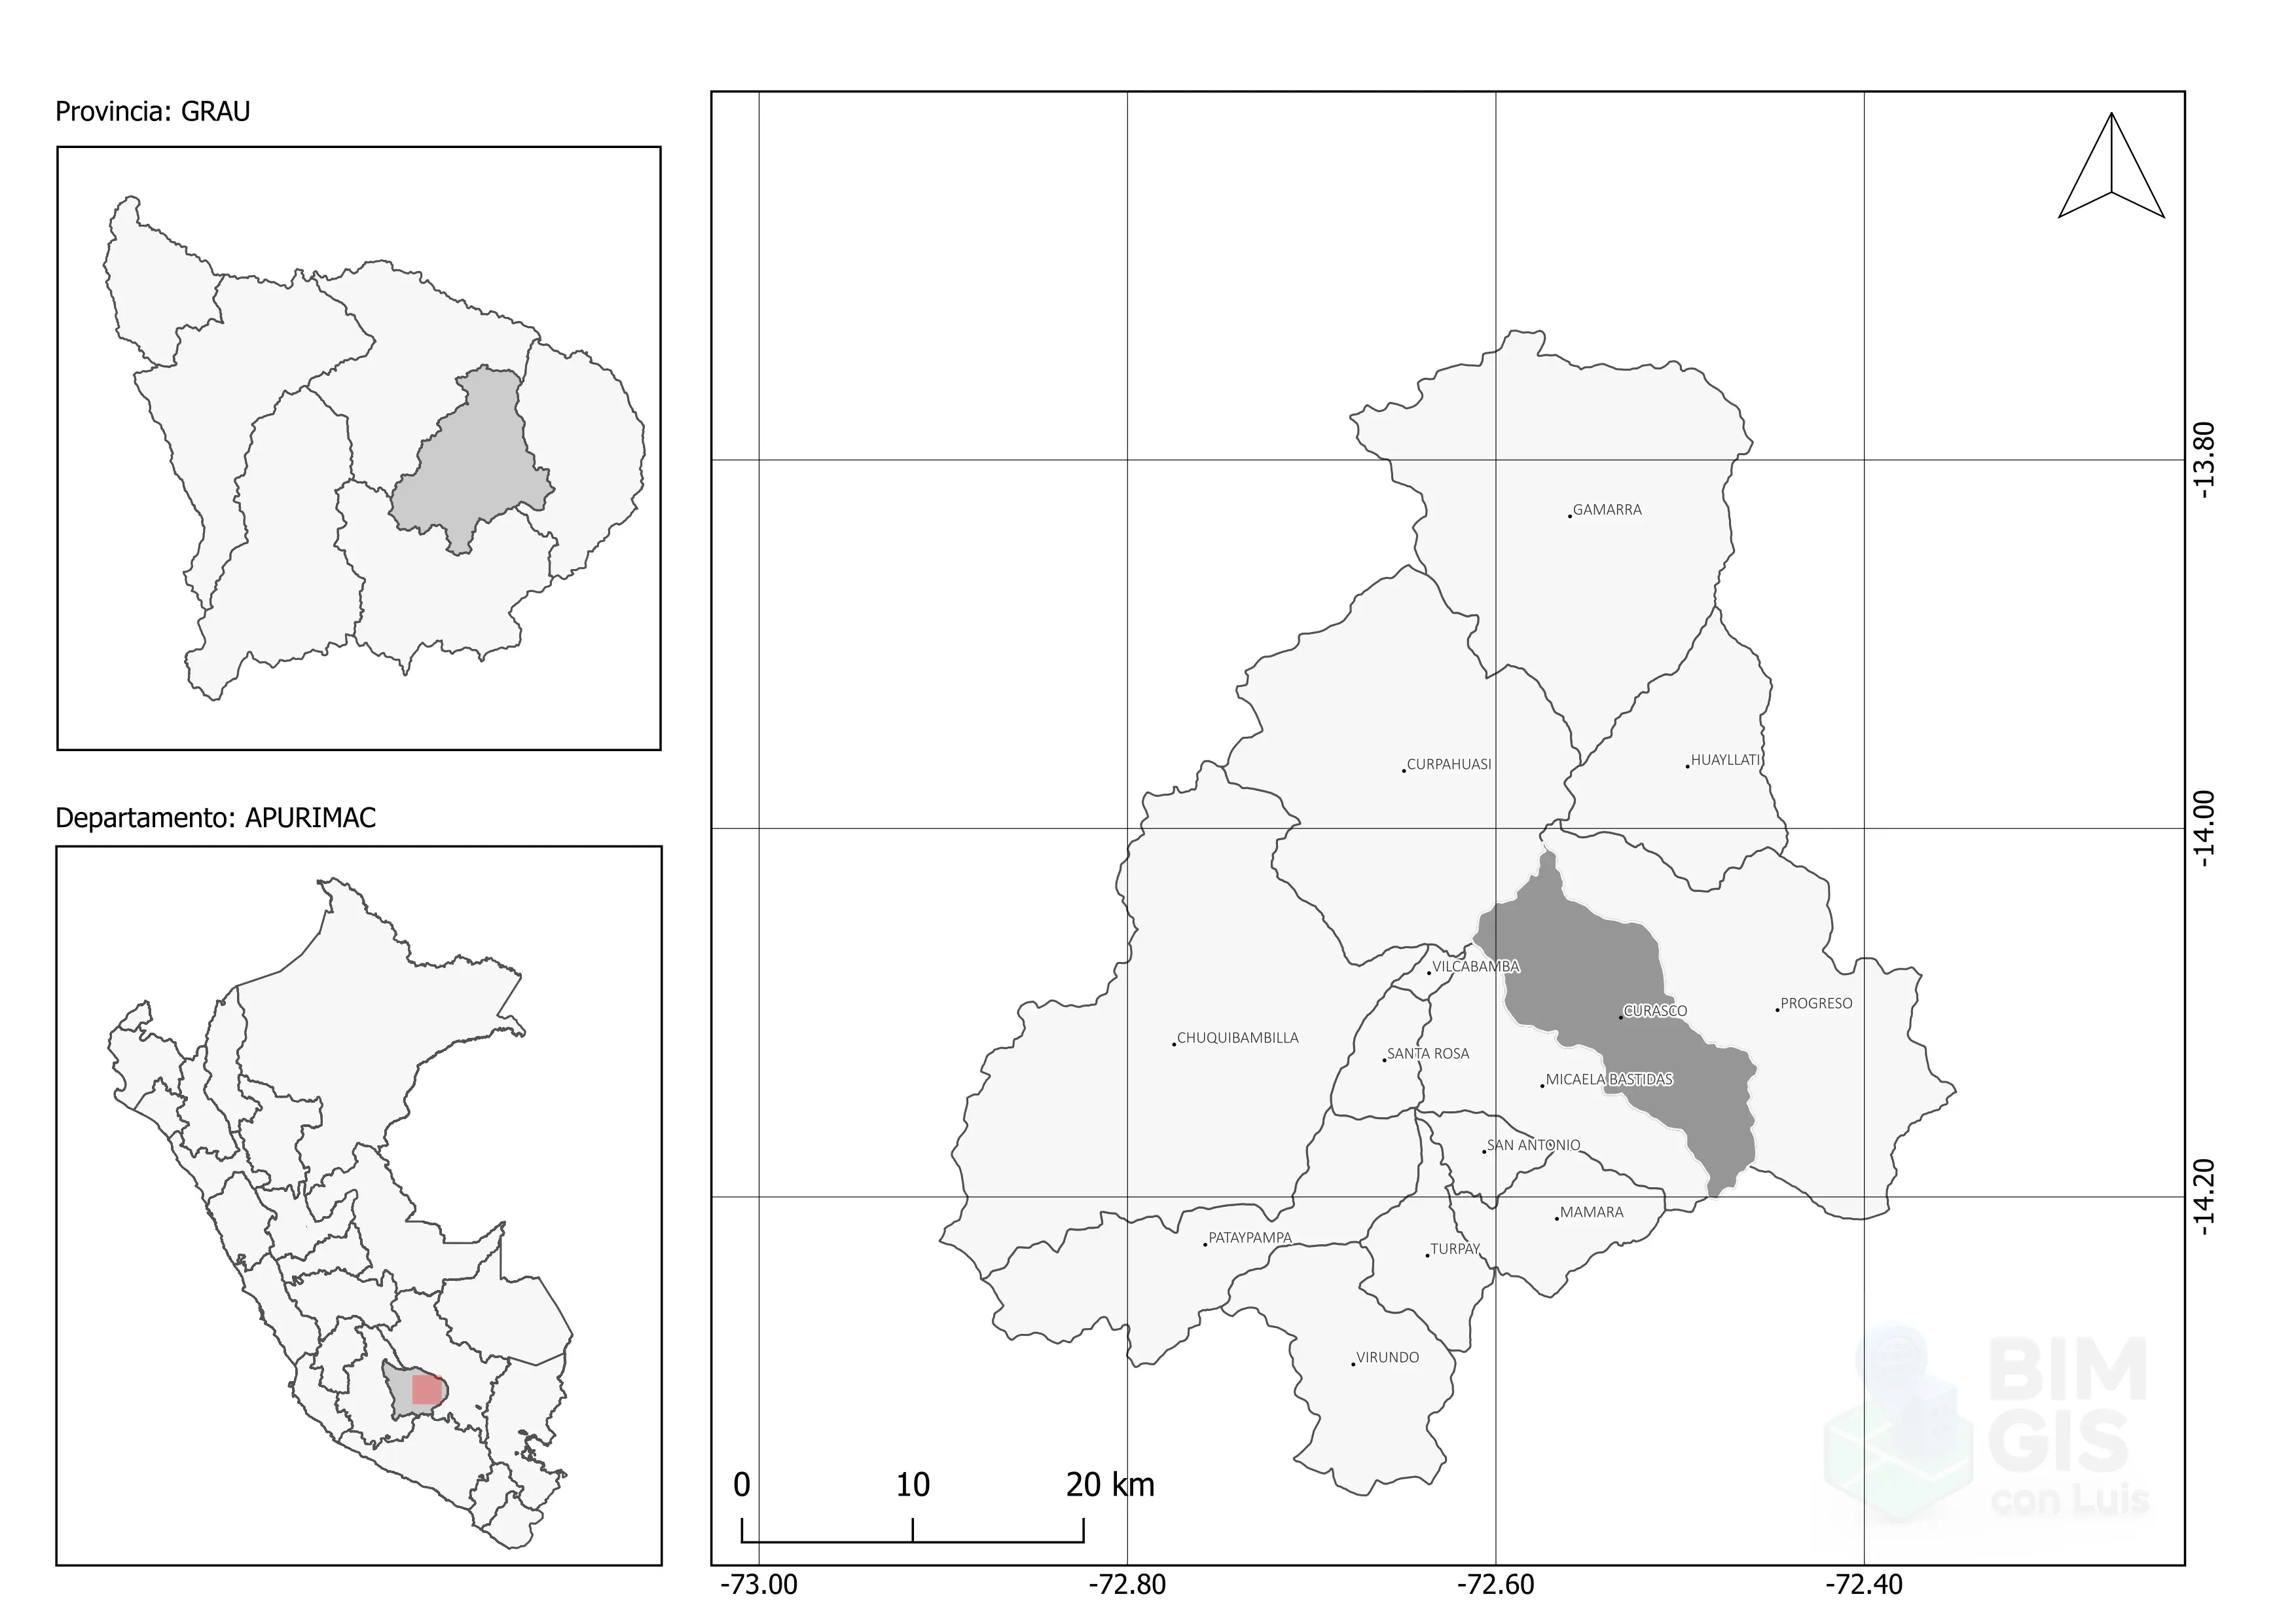 Provincia: GRAU
Departamento: APURIMAC
GAMARRA
CURPAHUASI
HUAYLLATI
VILCABAMBA
CURASCO
PROGRESO
CHUQUIBAMBILLA
SANTA ROSA
MICAELA BASTIDAS
SAN ANTONIO
MAMARA
PATAYPAMPA
TURPAY
VIRUNDO
-13.80
-14.00
-14.20
0 10 20 km
-73.00 -72.80 -72.60 -72.40
BIM
GIS
con Luis